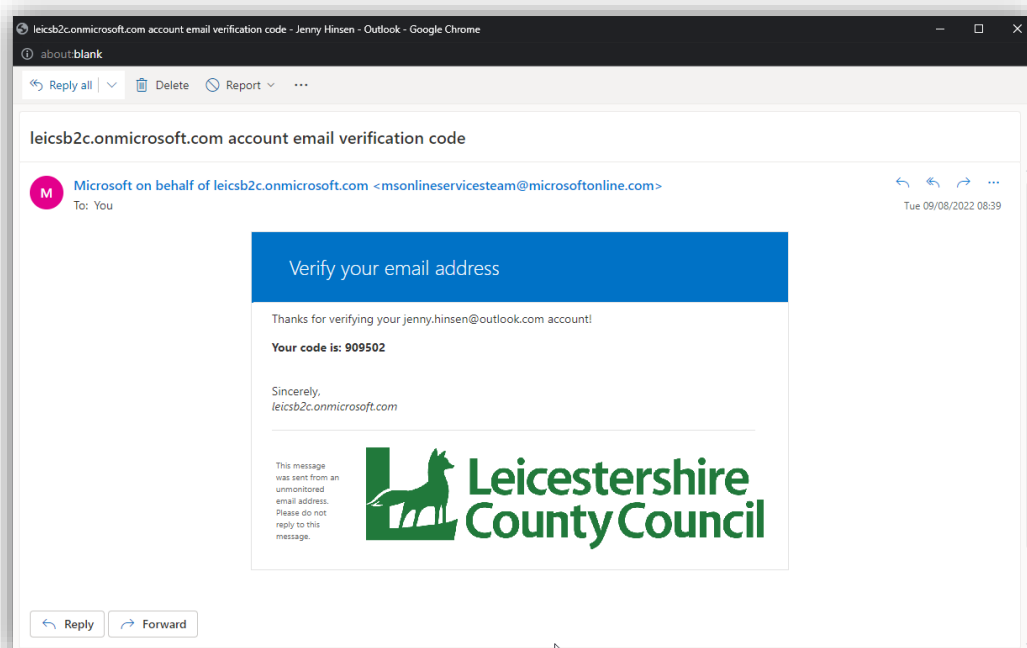 leicsb2c.onmicrosoft.com account email verification code - Jenny Hinsen - Outlook - Google Chrome
about:blank
Reply all Delete Report
leicsb2c.onmicrosoft.com account email verification code
M
Microsoft on behalf of leicsb2c.onmicrosoft.com <msonlineservicesteam@microsoftonline.com>
To: You
Tue 09/08/2022 08:39
Verify your email address
Thanks for verifying your jenny.hinsen@outlook.com account!
Your code is: 909502
Sincerely,
leicsb2c.onmicrosoft.com
This message
was sent from an
unmonitored
email address.
Please do not
reply to this
message.
Leicestershire
County Council
Reply Forward